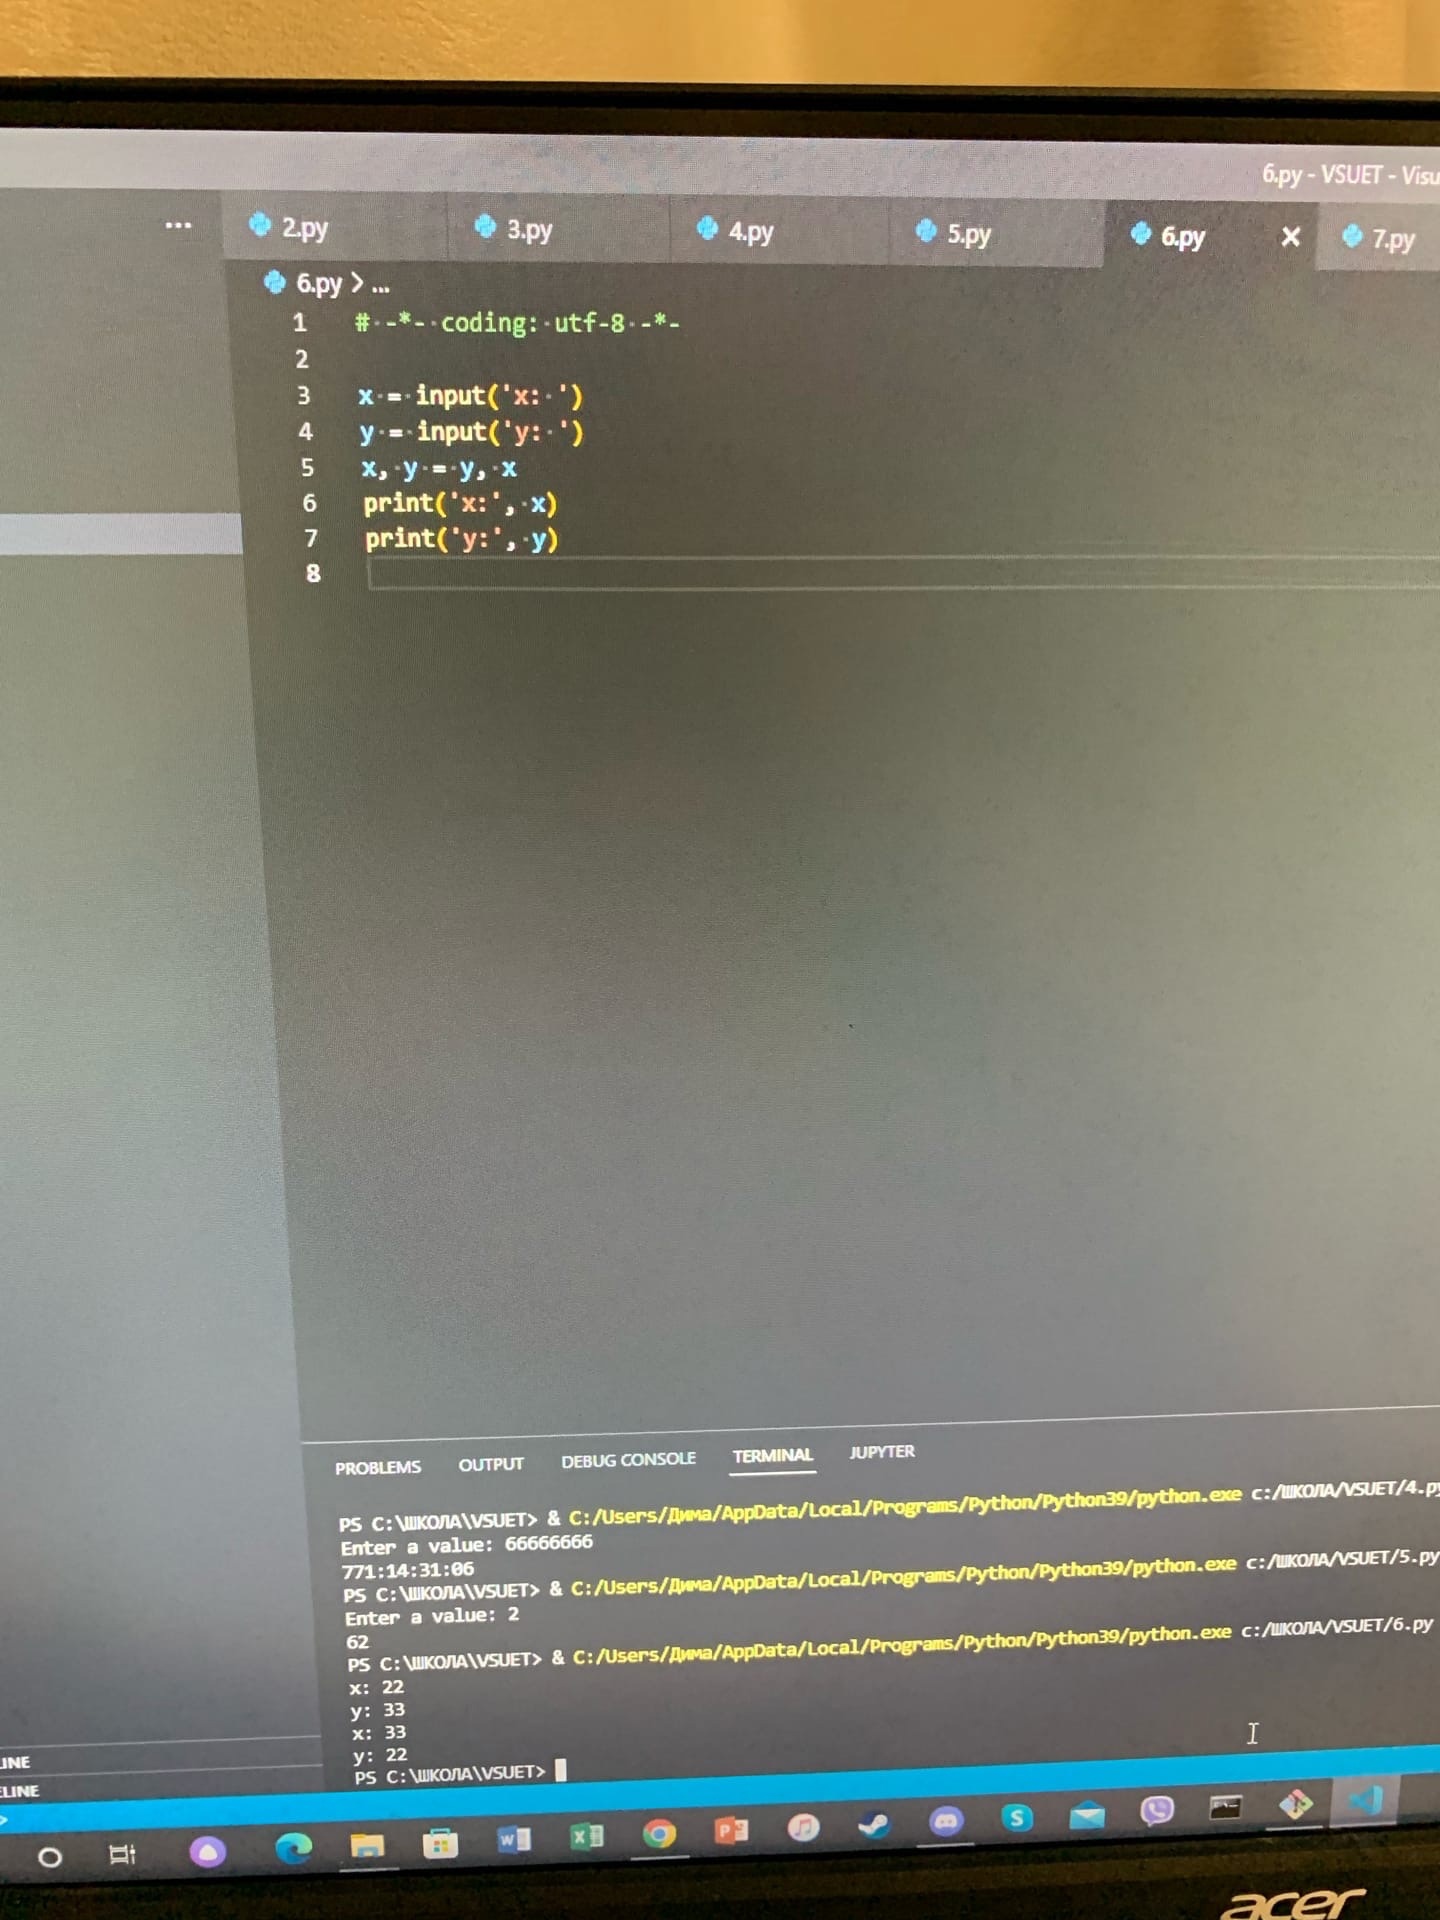 6.py - VSUET - Visu
2.py 3.py 4.py 5.py 6.py 7.py
6.py > ...
1 # -*- coding: utf-8 -*-
2
3 x = input('x: ')
4 y = input('y: ')
5 x, y = y, x
6 print('x:', x)
7 print('y:', y)
8
PROBLEMS OUTPUT DEBUG CONSOLE TERMINAL JUPYTER
PS C:\ШКОЛА\VSUET> & C:/Users/Дима/AppData/Local/Programs/Python/Python39/python.exe c:/ШКОЛА/VSUET/4.py
Enter a value: 66666666
771:14:31:06
PS C:\ШКОЛА\VSUET> & C:/Users/Дима/AppData/Local/Programs/Python/Python39/python.exe c:/ШКОЛА/VSUET/5.py
Enter a value: 2
62
PS C:\ШКОЛА\VSUET> & C:/Users/Дима/AppData/Local/Programs/Python/Python39/python.exe c:/ШКОЛА/VSUET/6.py
x: 22
y: 33
x: 33
y: 22
PS C:\ШКОЛА\VSUET>
INE
ELINE
acer